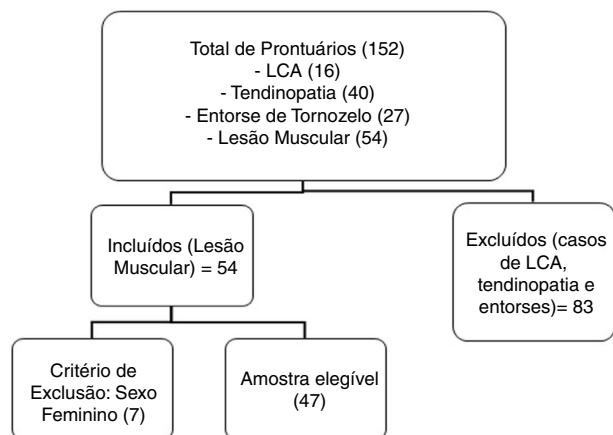 Total de Prontuários (152)
- LCA (16)
- Tendinopatia (40)
- Entorse de Tornozelo (27)
- Lesão Muscular (54)
Incluídos (Lesão
Muscular) = 54
Excluídos (casos
de LCA,
tendinopatia e
entorses)= 83
Critério de
Exclusão: Sexo
Feminino (7)
Amostra elegível
(47)